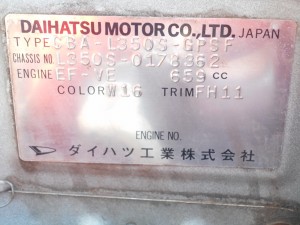 DAIHATSU MOTOR CO.,LTD. JAPAN
TYPE CBA-L350S-GPSF
CHASSIS NO. L350S-0178362
ENGINE EF-VE 659 CC
COLOR W16 TRIM FH11
ENGINE NO.
ダイハツ工業株式会社